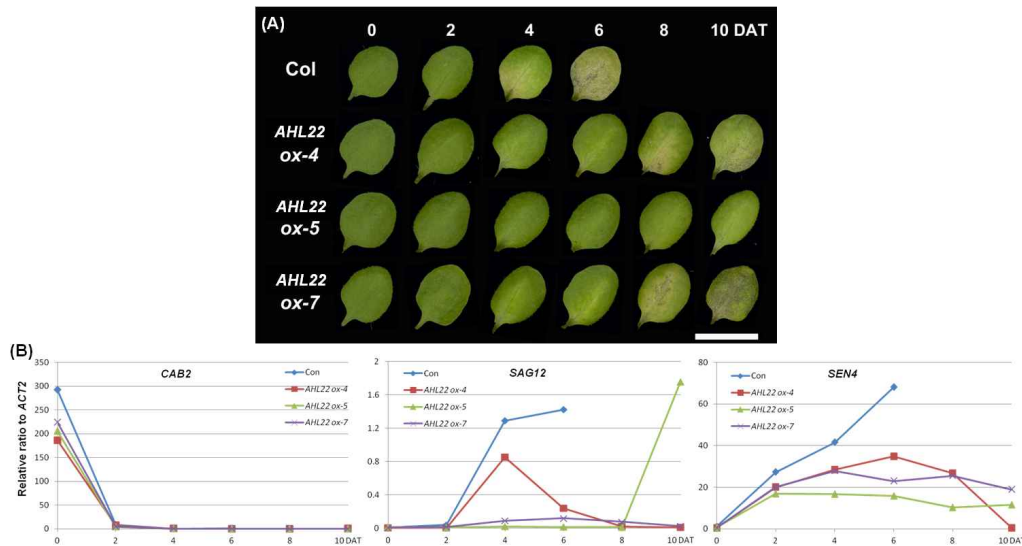 (A)
0 2 4 6 8 10 DAT
Col
AHL22
ox-4
AHL22
ox-5
AHL22
ox-7
(B)
Relative ratio to ACT2
CAB2
350
300
250
200
150
100
50
0
0 2 4 6 8 10 DAT
Con
AHL22 ox-4
AHL22 ox-5
AHL22 ox-7
SAG12
2
1.6
1.2
0.8
0.4
0
0 2 4 6 8 10 DAT
Con
AHL22 ox-4
AHL22 ox-5
AHL22 ox-7
SEN4
80
60
40
20
0
0 2 4 6 8 10 DAT
Con
AHL22 ox-4
AHL22 ox-5
AHL22 ox-7